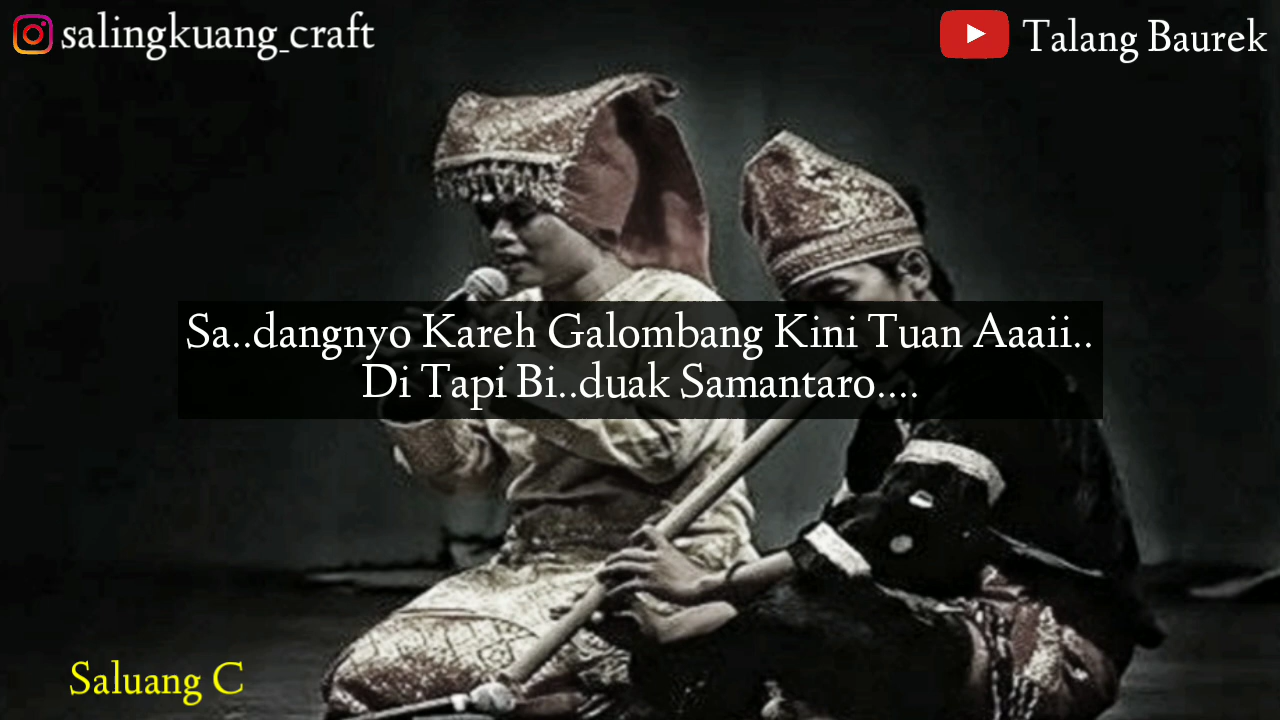 salingkuang_craft
Talang Baurek
Sa..dangnyo Kareh Galombang Kini Tuan Aaaii..
Di Tapi Bi..duak Samantaro....
Saluang C